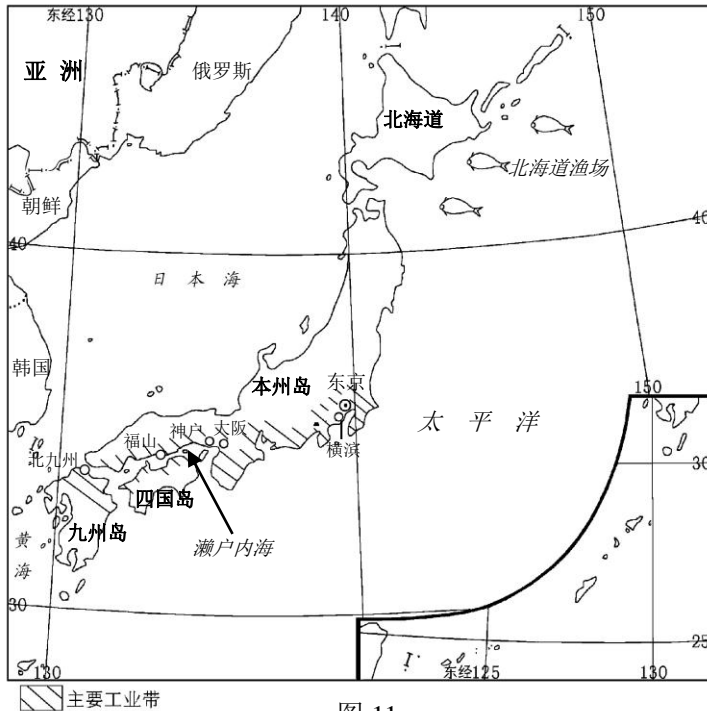 东经130
140
150
亚 洲
俄罗斯
北海道
北海道渔场
朝鲜
40
40
日 本 海
韩国
本州岛
东京
150
太 平 洋
神户
大阪
福山
横滨
北九州
30
四国岛
九州岛
濑户内海
黄海
30
25
130
东经125
130
主要工业带
图 11